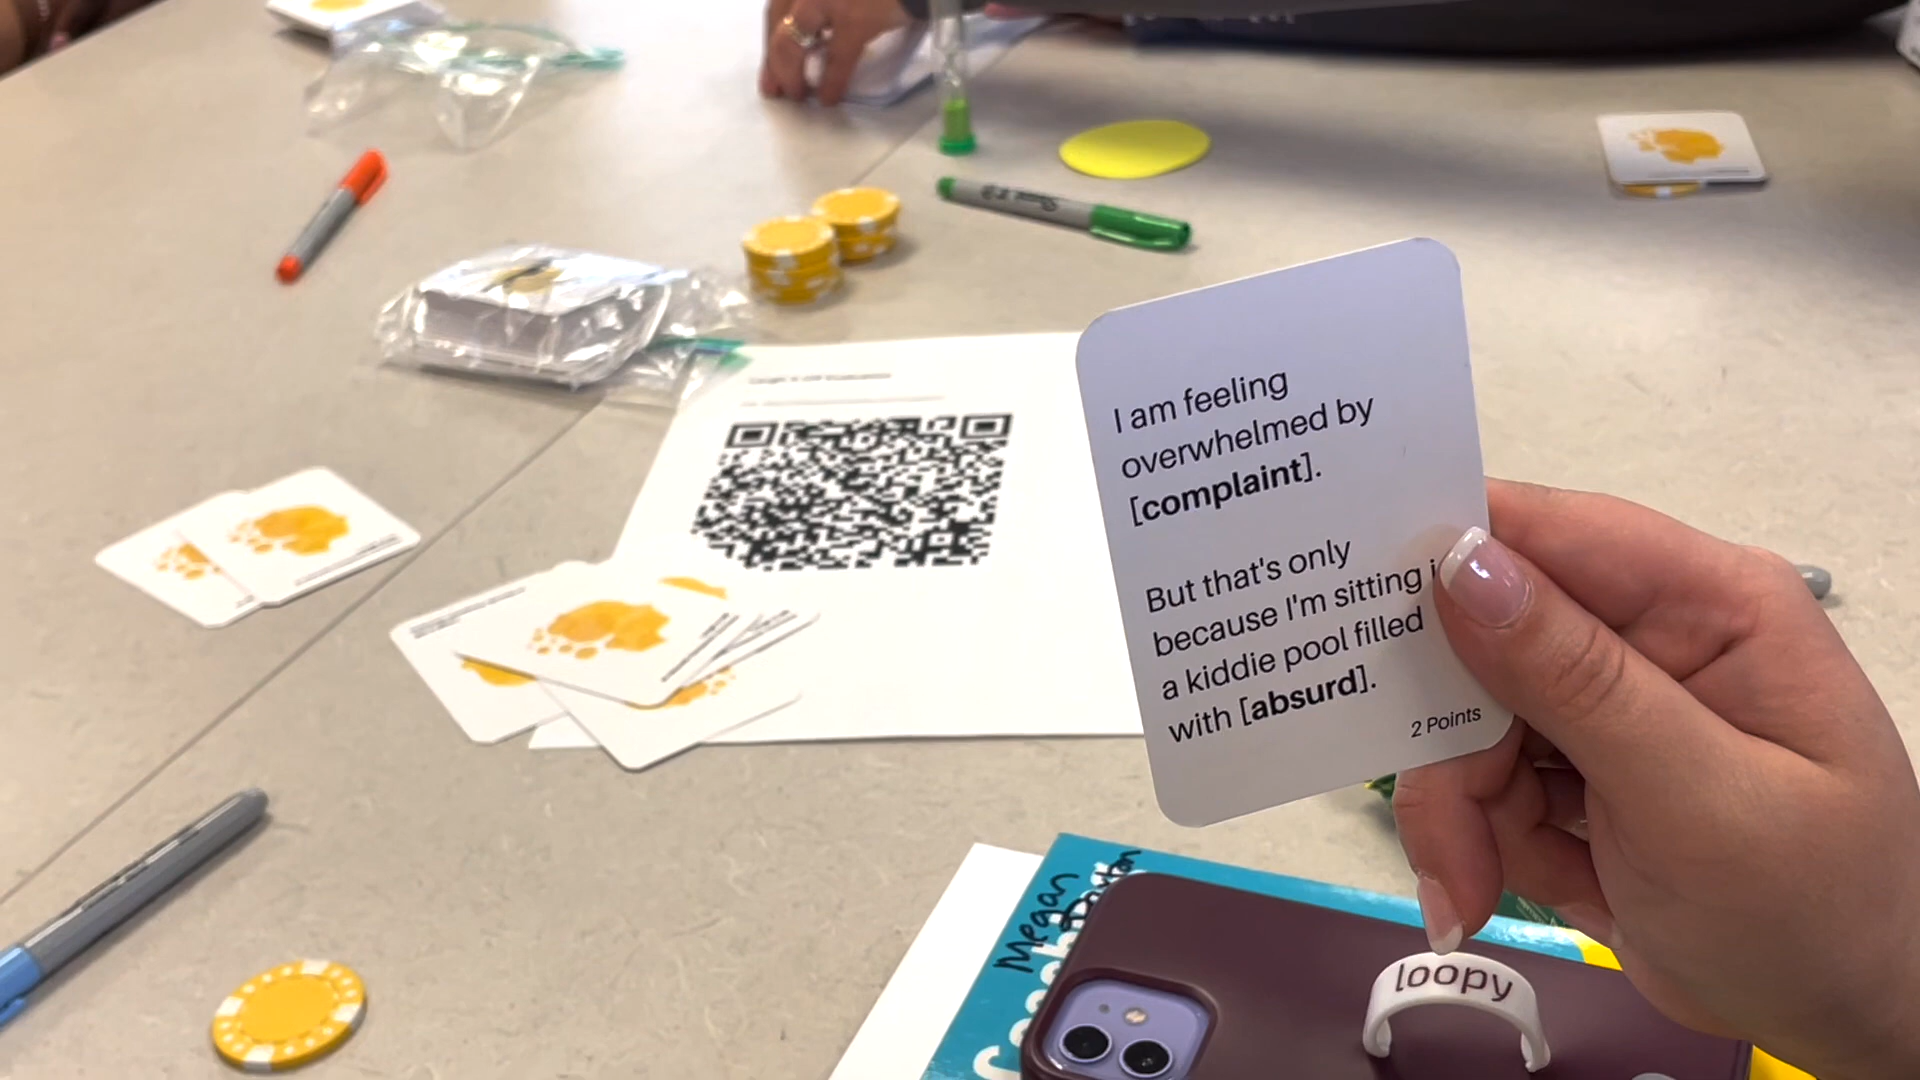 I am feeling
overwhelmed by
[complaint].
But that's only
because I'm sitting
a kiddie pool filled
with [absurd].
2 Points
Megan
loopy